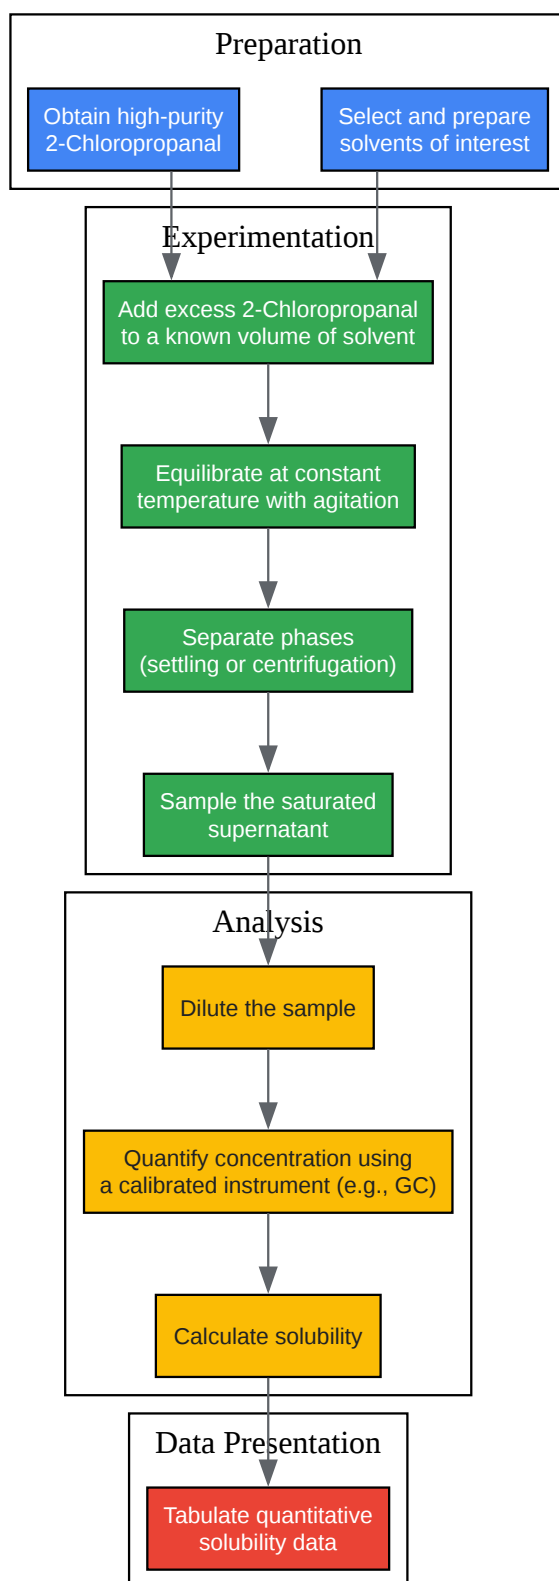 Preparation
Obtain high-purity
2-Chloropropanal
Select and prepare
solvents of interest
Experimentation
Add excess 2-Chloropropanal
to a known volume of solvent
Equilibrate at constant
temperature with agitation
Separate phases
(settling or centrifugation)
Sample the saturated
supernatant
Analysis
Dilute the sample
Quantify concentration using
a calibrated instrument (e.g., GC)
Calculate solubility
Data Presentation
Tabulate quantitative
solubility data